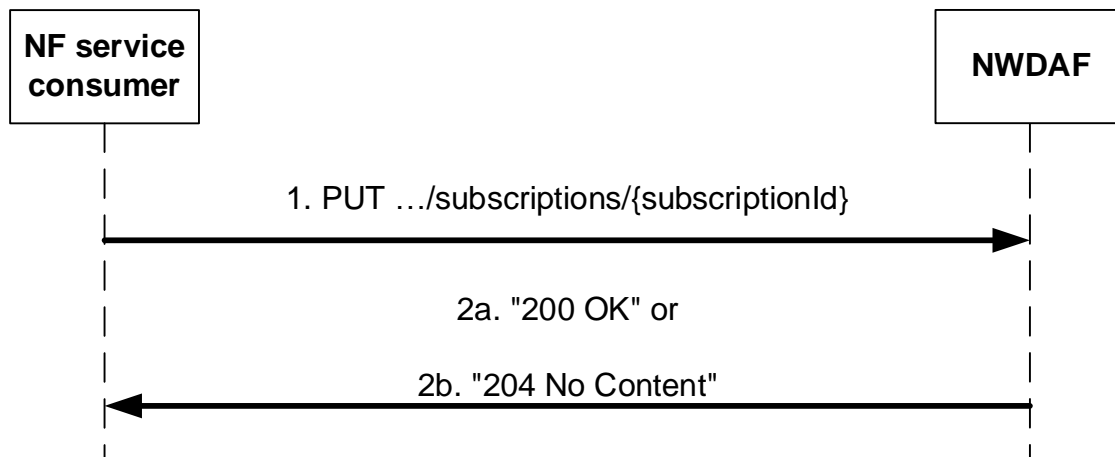 NF service
consumer
NWDAF
1. PUT …/subscriptions/{subscriptionId}
2a. "200 OK" or
2b. "204 No Content"